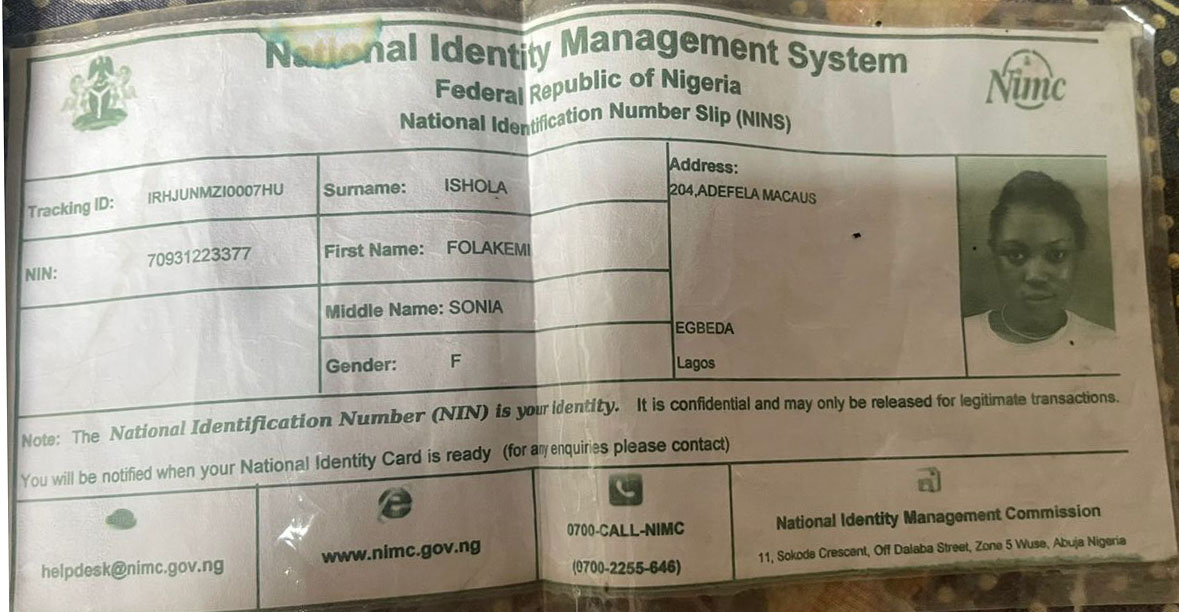 National Identity Management System
Federal Republic of Nigeria
National Identification Number Slip (NINS)
Nimc
Tracking ID: IRHJUNMZI0007HU
Surname: ISHOLA
Address:
204,ADEFELA MACAUS
NIN: 70931223377
First Name: FOLAKEMI
Middle Name: SONIA
EGBEDA
Gender: F
Lagos
Note: The National Identification Number (NIN) is your identity. It is confidential and may only be released for legitimate transactions.
You will be notified when your National Identity Card is ready (for any enquiries please contact)
helpdesk@nimc.gov.ng
www.nimc.gov.ng
0700-CALL-NIMC
(0700-2255-646)
National Identity Management Commission
11, Sokode Crescent, Off Dalaba Street, Zone 5 Wuse, Abuja Nigeria